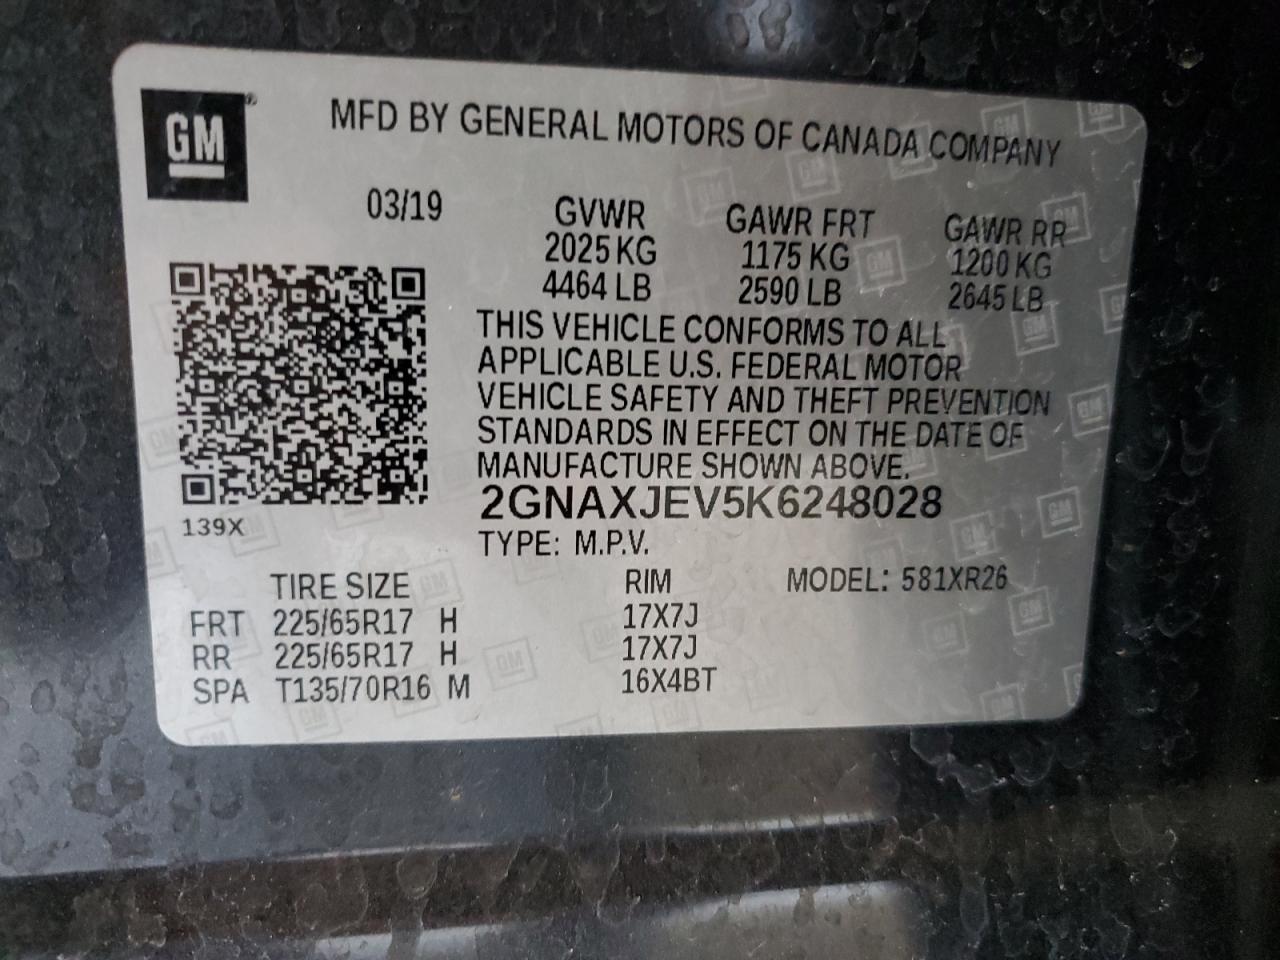 GM
MFD BY GENERAL MOTORS OF CANADA COMPANY
03/19 GVWR GAWR FRT GAWR RR
2025 KG 1175 KG 1200 KG
4464 LB 2590 LB 2645 LB
THIS VEHICLE CONFORMS TO ALL
APPLICABLE U.S. FEDERAL MOTOR
VEHICLE SAFETY AND THEFT PREVENTION
STANDARDS IN EFFECT ON THE DATE OF
MANUFACTURE SHOWN ABOVE.
2GNAXJEV5K6248028
139X
TYPE: M.P.V.
TIRE SIZE RIM MODEL: 581XR26
FRT 225/65R17 H 17X7J
RR 225/65R17 H 17X7J
SPA T135/70R16 M 16X4BT